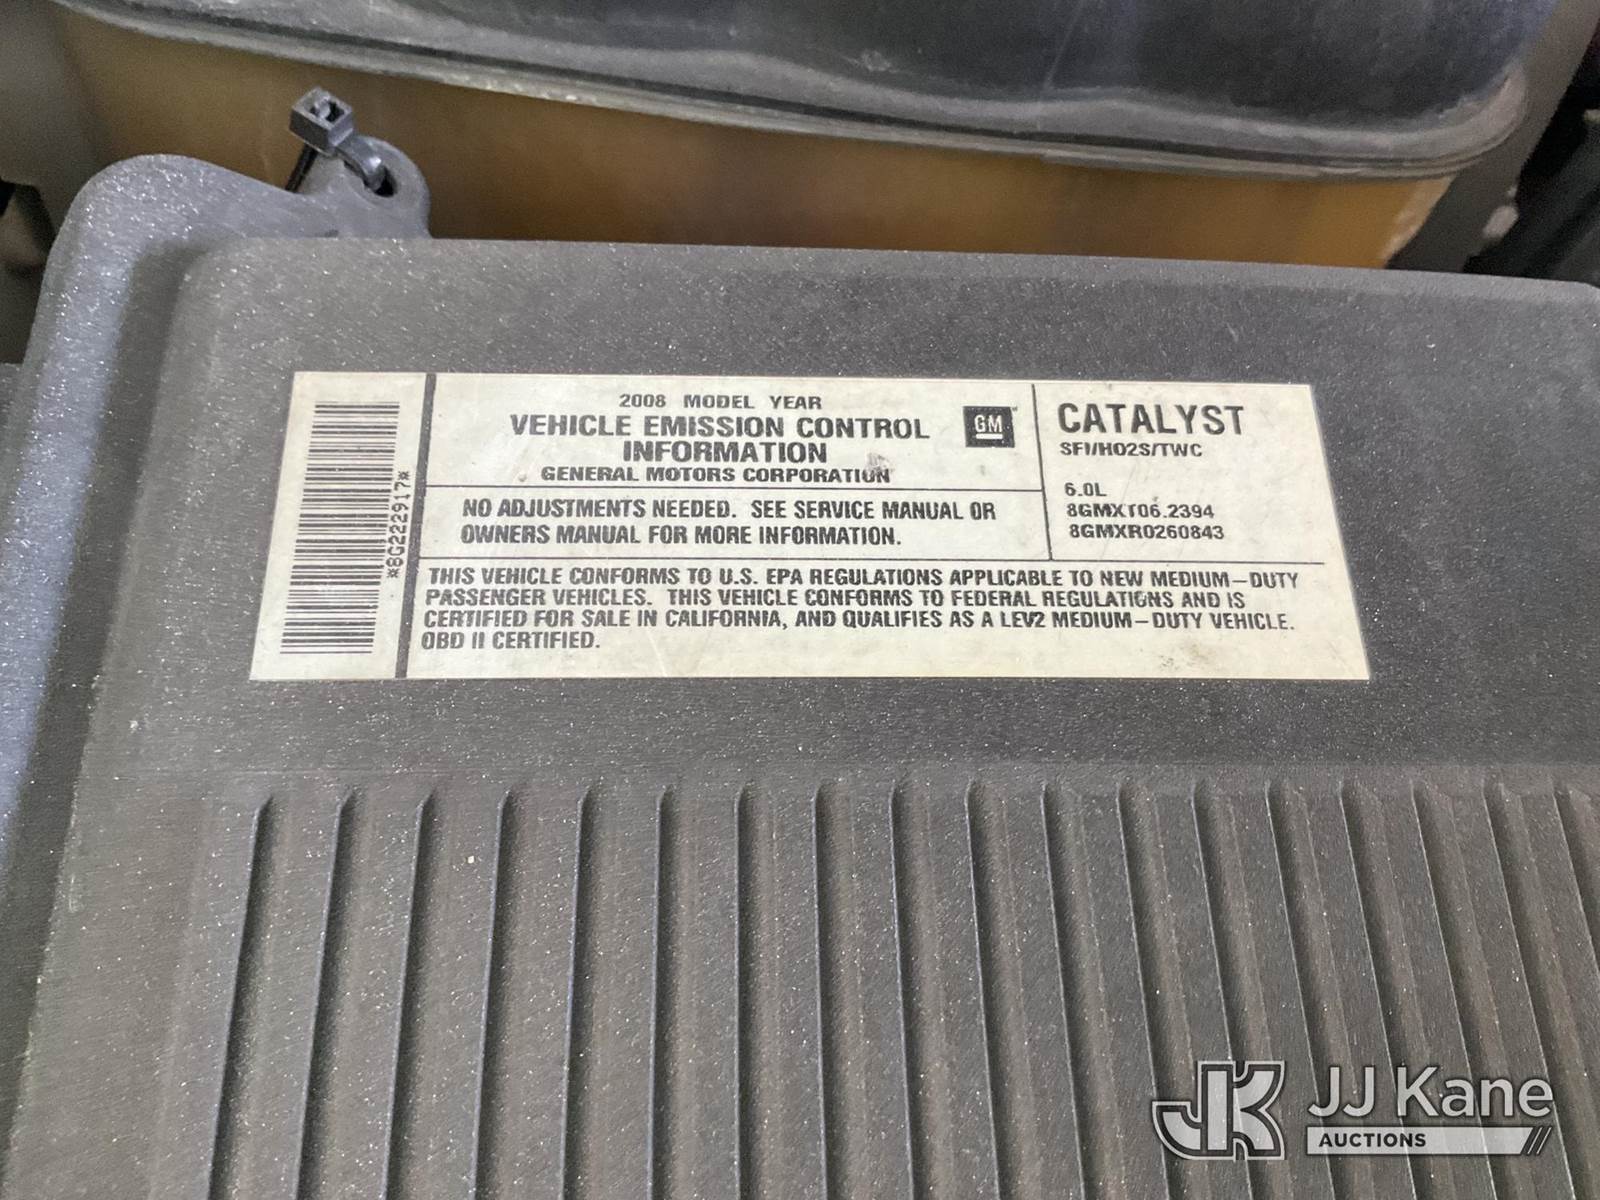 *8G222917*
2008 MODEL YEAR
VEHICLE EMISSION CONTROL
INFORMATION
GENERAL MOTORS CORPORATION
GM
NO ADJUSTMENTS NEEDED. SEE SERVICE MANUAL OR
OWNERS MANUAL FOR MORE INFORMATION.
CATALYST
SFI/HO2S/TWC
6.0L
8GMXT06.2394
8GMXR0260843
THIS VEHICLE CONFORMS TO U.S. EPA REGULATIONS APPLICABLE TO NEW MEDIUM-DUTY
PASSENGER VEHICLES. THIS VEHICLE CONFORMS TO FEDERAL REGULATIONS AND IS
CERTIFIED FOR SALE IN CALIFORNIA, AND QUALIFIES AS A LEV2 MEDIUM-DUTY VEHICLE.
OBD II CERTIFIED.
JK JJ Kane
AUCTIONS